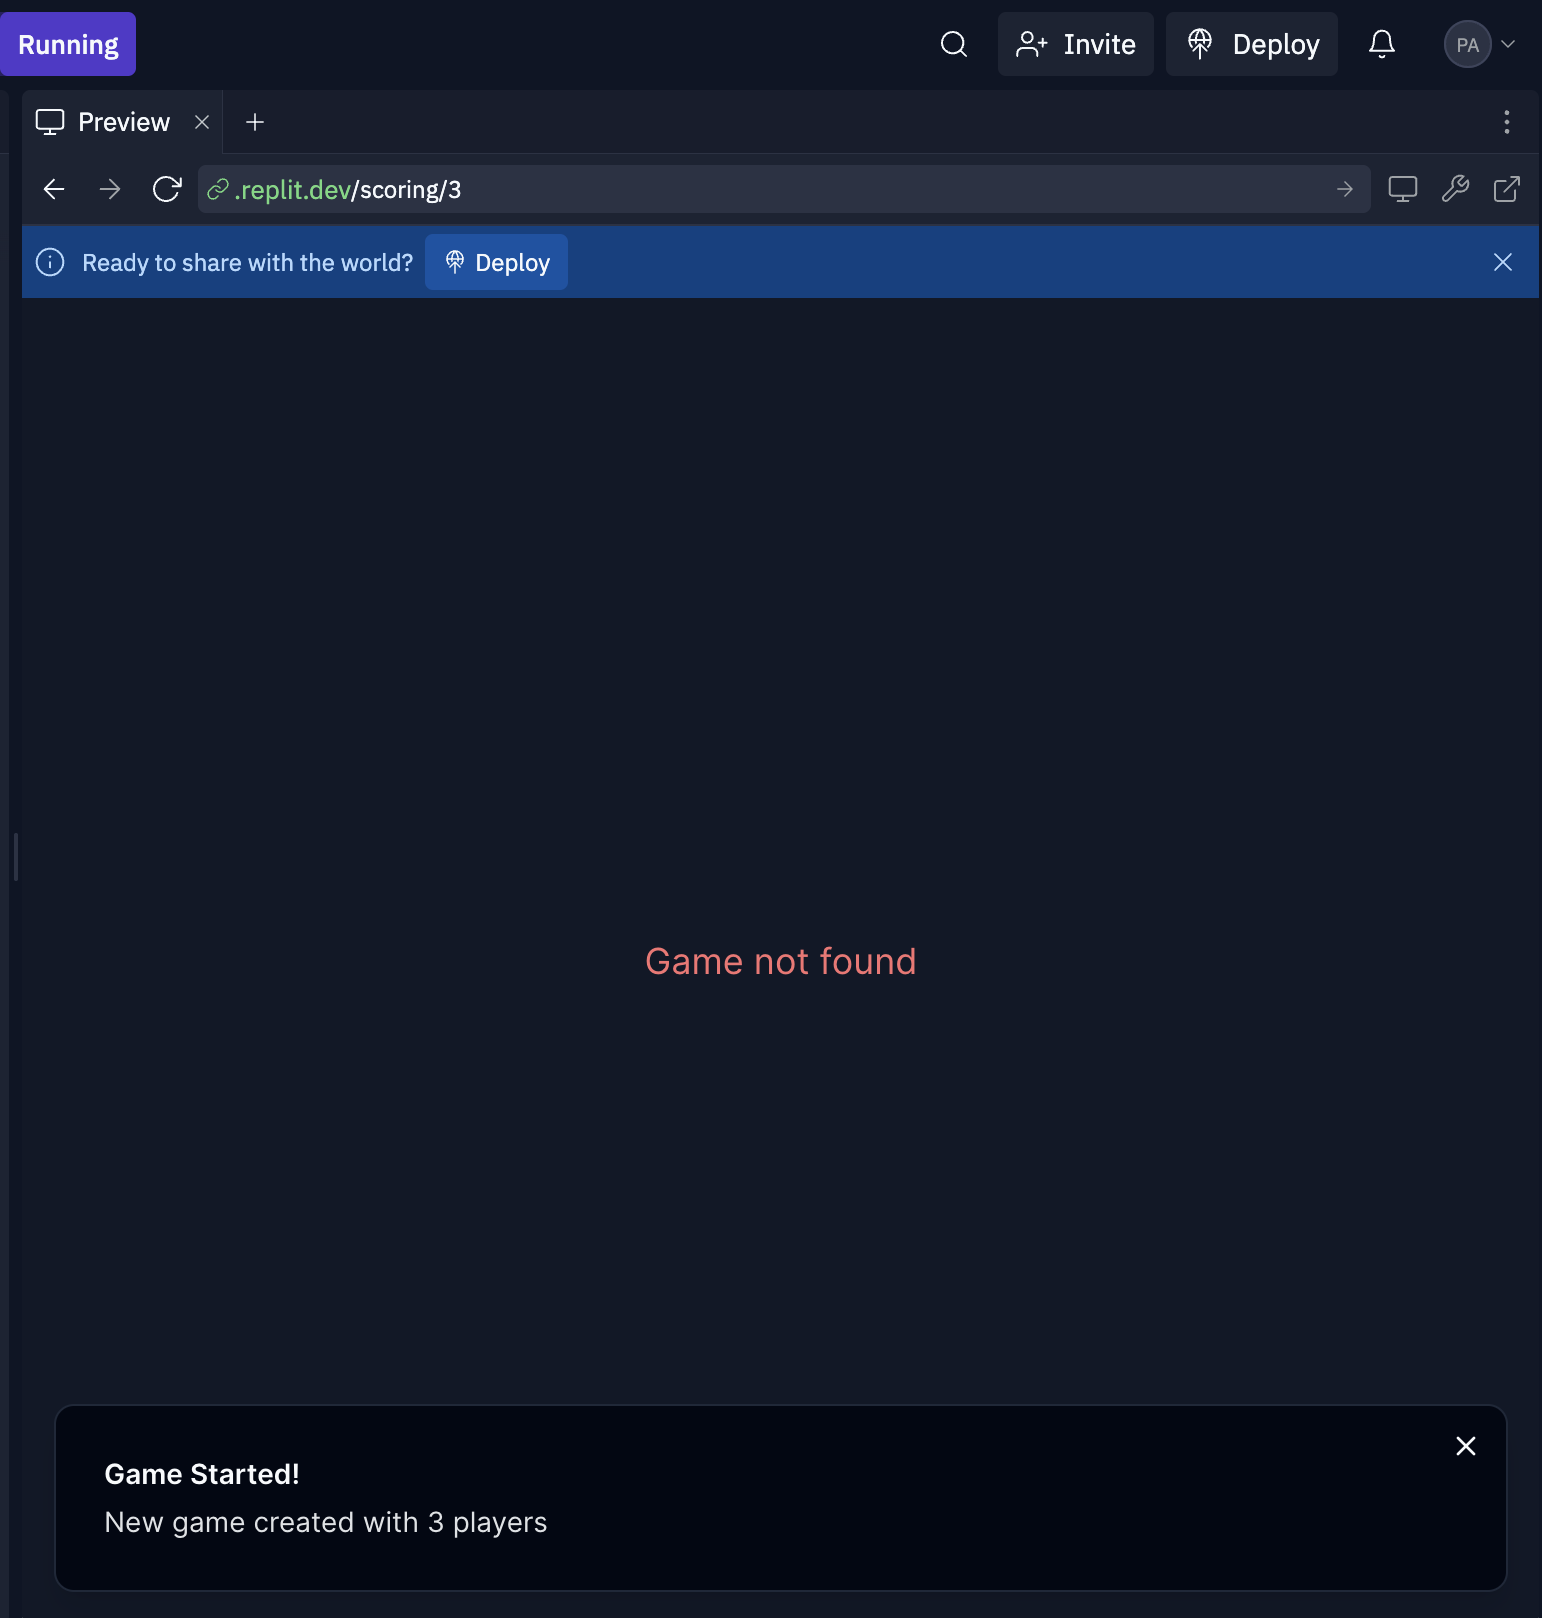 Running
Invite
Deploy
PA
Preview
.replit.dev/scoring/3
Ready to share with the world?
Deploy
Game not found
Game Started!
New game created with 3 players